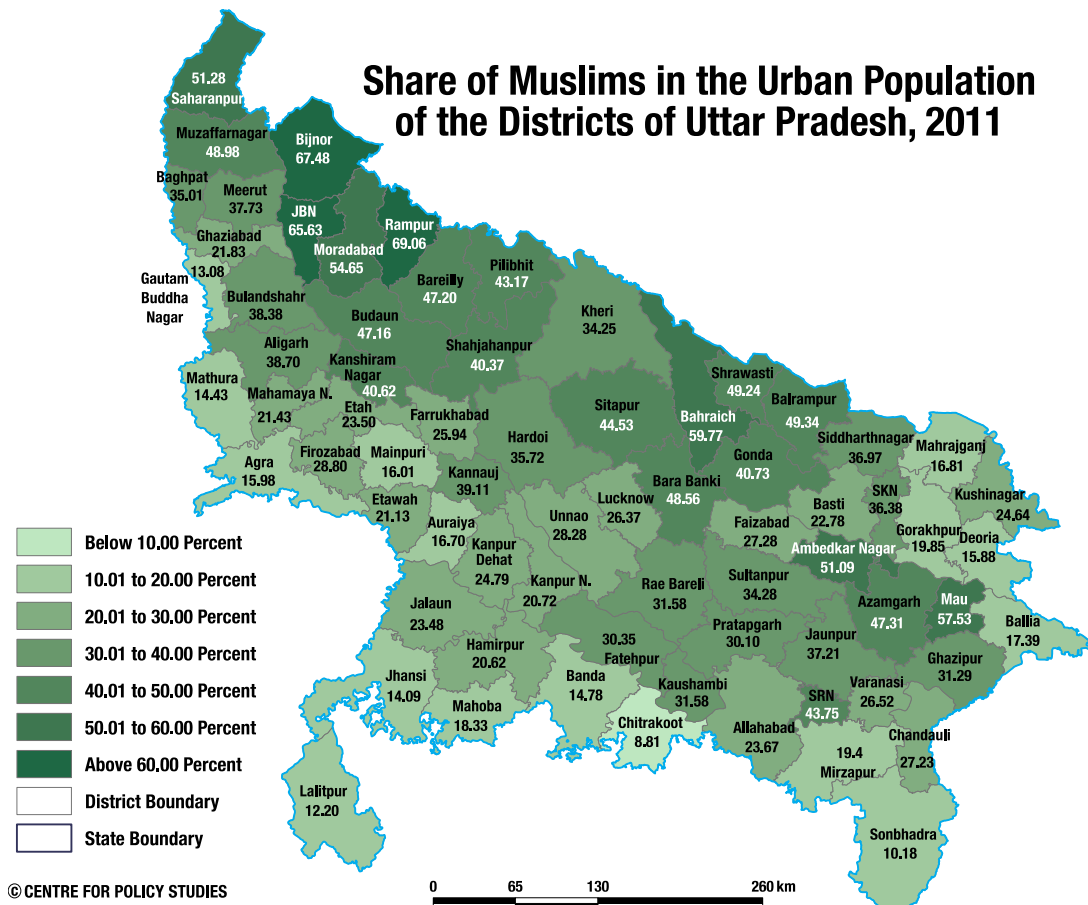 Share of Muslims in the Urban Population
of the Districts of Uttar Pradesh, 2011
51.28
Saharanpur
Muzaffarnagar
48.98
Bijnor
67.48
Baghpat
35.01
Meerut
37.73
JBN
65.63
Rampur
69.06
Ghaziabad
21.83
Moradabad
54.65
13.08
Gautam
Buddha
Nagar
Bulandshahr
38.38
Bareilly
47.20
Pilibhit
43.17
Kheri
34.25
Budaun
47.16
Aligarh
38.70
Shahjahanpur
40.37
Kanshiram
Nagar
40.62
Mathura
14.43
Mahamaya N.
21.43
Etah
23.50
Farrukhabad
25.94
Sitapur
44.53
Shrawasti
49.24
Balrampur
49.34
Bahraich
59.77
Hardoi
35.72
Gonda
40.73
Siddharthnagar
36.97
Mahrajganj
16.81
Agra
15.98
Firozabad
28.80
Mainpuri
16.01
Kannauj
39.11
Bara Banki
48.56
Lucknow
26.37
Basti
22.78
SKN
36.38
Kushinagar
24.64
Etawah
21.13
Auraiya
16.70
Unnao
28.28
Faizabad
27.28
Gorakhpur
19.85
Deoria
15.88
Ambedkar Nagar
51.09
Kanpur
Dehat
24.79
Kanpur N.
20.72
Rae Bareli
31.58
Sultanpur
34.28
Azamgarh
47.31
Mau
57.53
Ballia
17.39
Jalaun
23.48
Hamirpur
20.62
30.35
Fatehpur
Pratapgarh
30.10
Jaunpur
37.21
Ghazipur
31.29
Jhansi
14.09
Mahoba
18.33
Banda
14.78
Kaushambi
31.58
Chitrakoot
8.81
Allahabad
23.67
SRN
43.75
Varanasi
26.52
Chandauli
27.23
19.4
Mirzapur
Lalitpur
12.20
Sonbhadra
10.18
Below 10.00 Percent
10.01 to 20.00 Percent
20.01 to 30.00 Percent
30.01 to 40.00 Percent
40.01 to 50.00 Percent
50.01 to 60.00 Percent
Above 60.00 Percent
District Boundary
State Boundary
© CENTRE FOR POLICY STUDIES
0 65 130 260 km